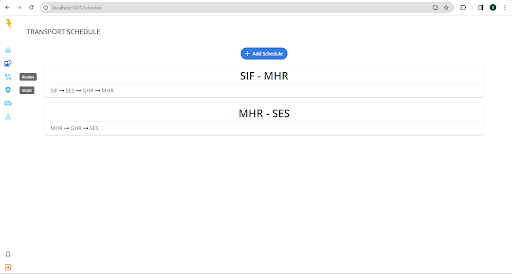 localhost:3001/schedule
TRANSPORT SCHEDULE
+ Add Schedule
Routes
Stops
SIF - MHR
SIF → SES → GHR → MHR
MHR - SES
MHR → GHR → SES